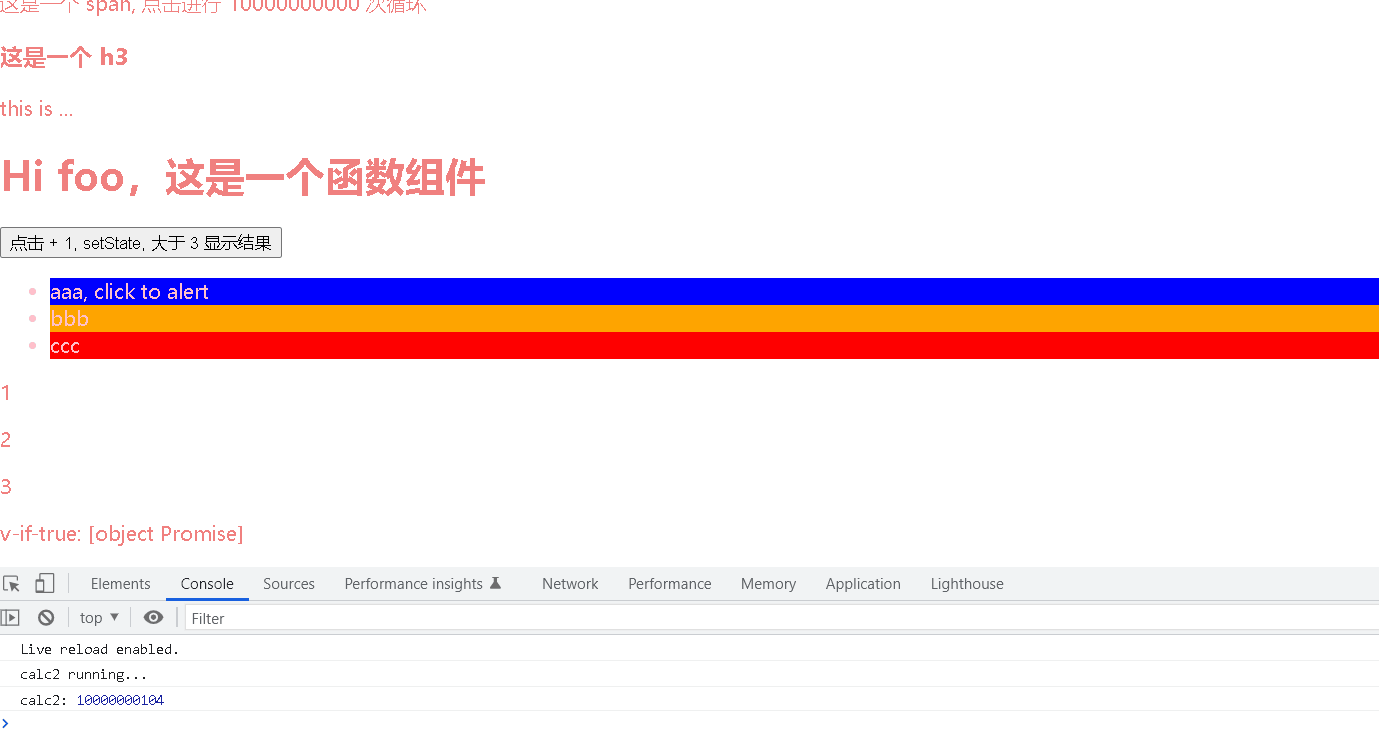 这是一个 span, 点击进行 10000000000 次循环
这是一个 h3
this is ...
Hi foo，这是一个函数组件
点击 + 1, setState, 大于 3 显示结果
aaa, click to alert
bbb
ccc
1
2
3
v-if-true: [object Promise]
Elements Console Sources Performance insights Network Performance Memory Application Lighthouse
top ▼ Filter
Live reload enabled.
calc2 running...
calc2: 10000000104